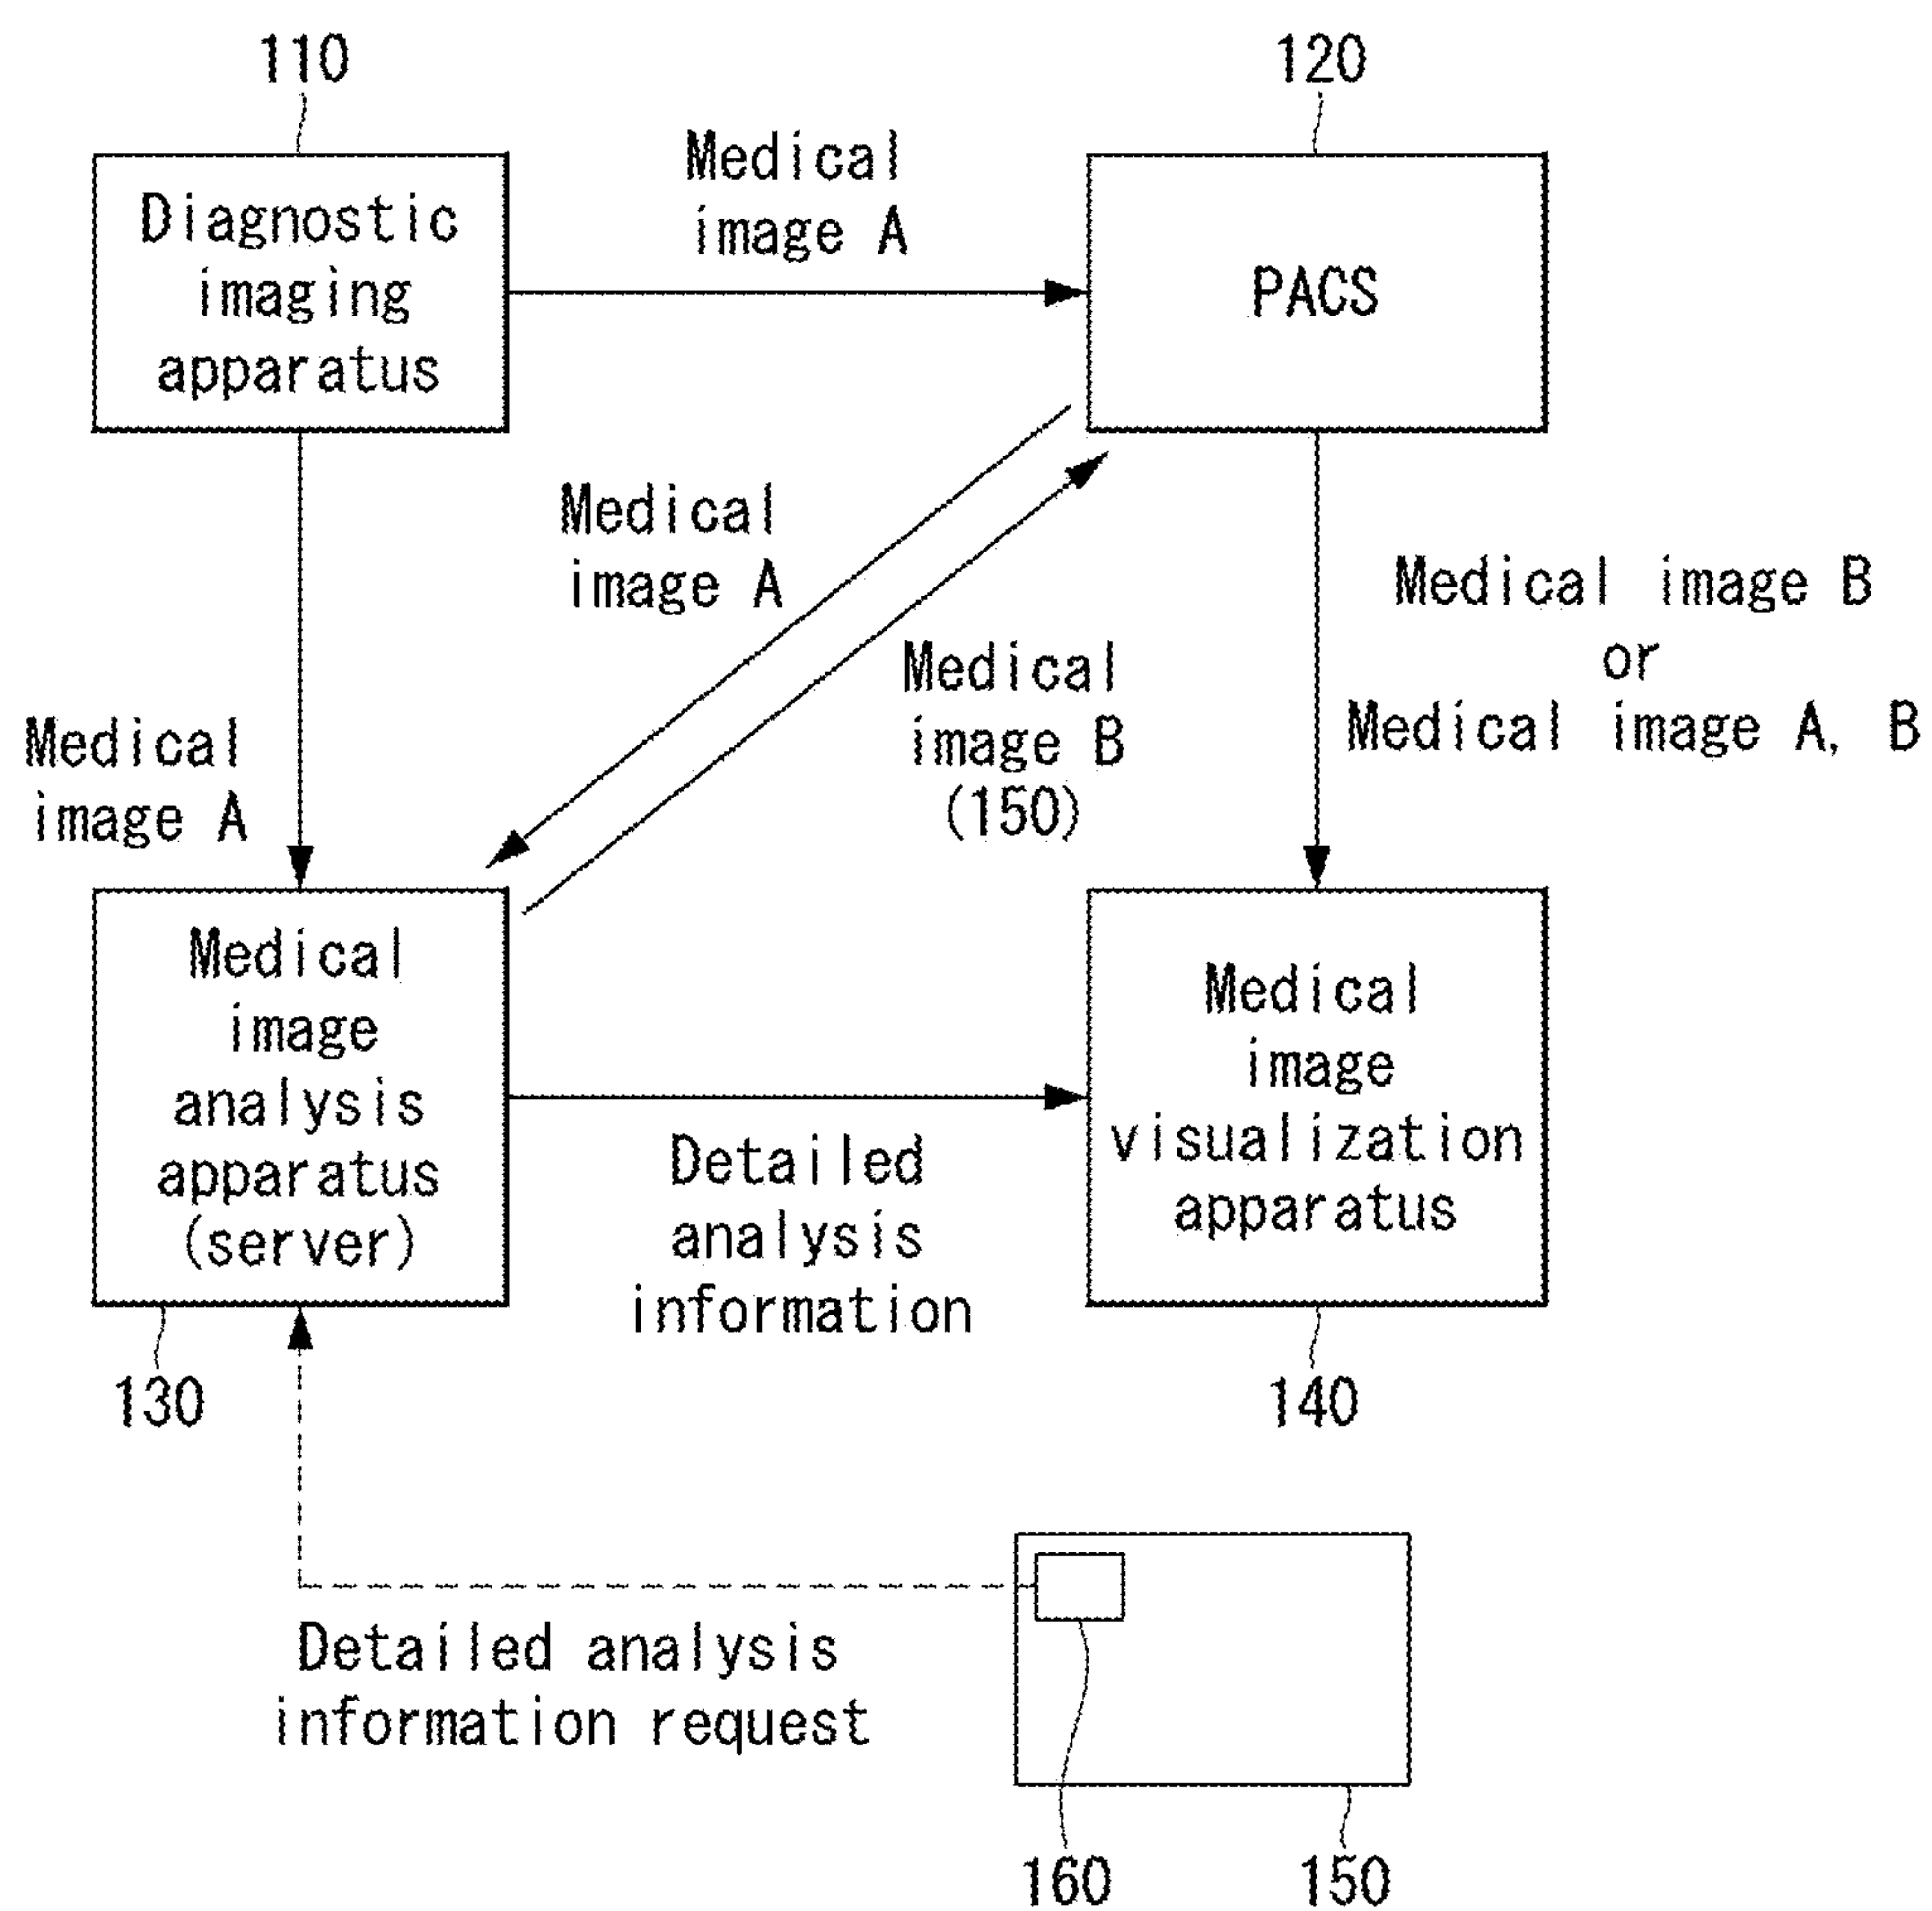 110
120
Medical
image A
Diagnostic
imaging
apparatus
PACS
Medical
image A
Medical image B
or
Medical image A, B
Medical
image B
(150)
Medical
image A
Medical
image
analysis
apparatus
(server)
Medical
image
visualization
apparatus
Detailed
analysis
information
130
140
Detailed analysis
information request
160
150